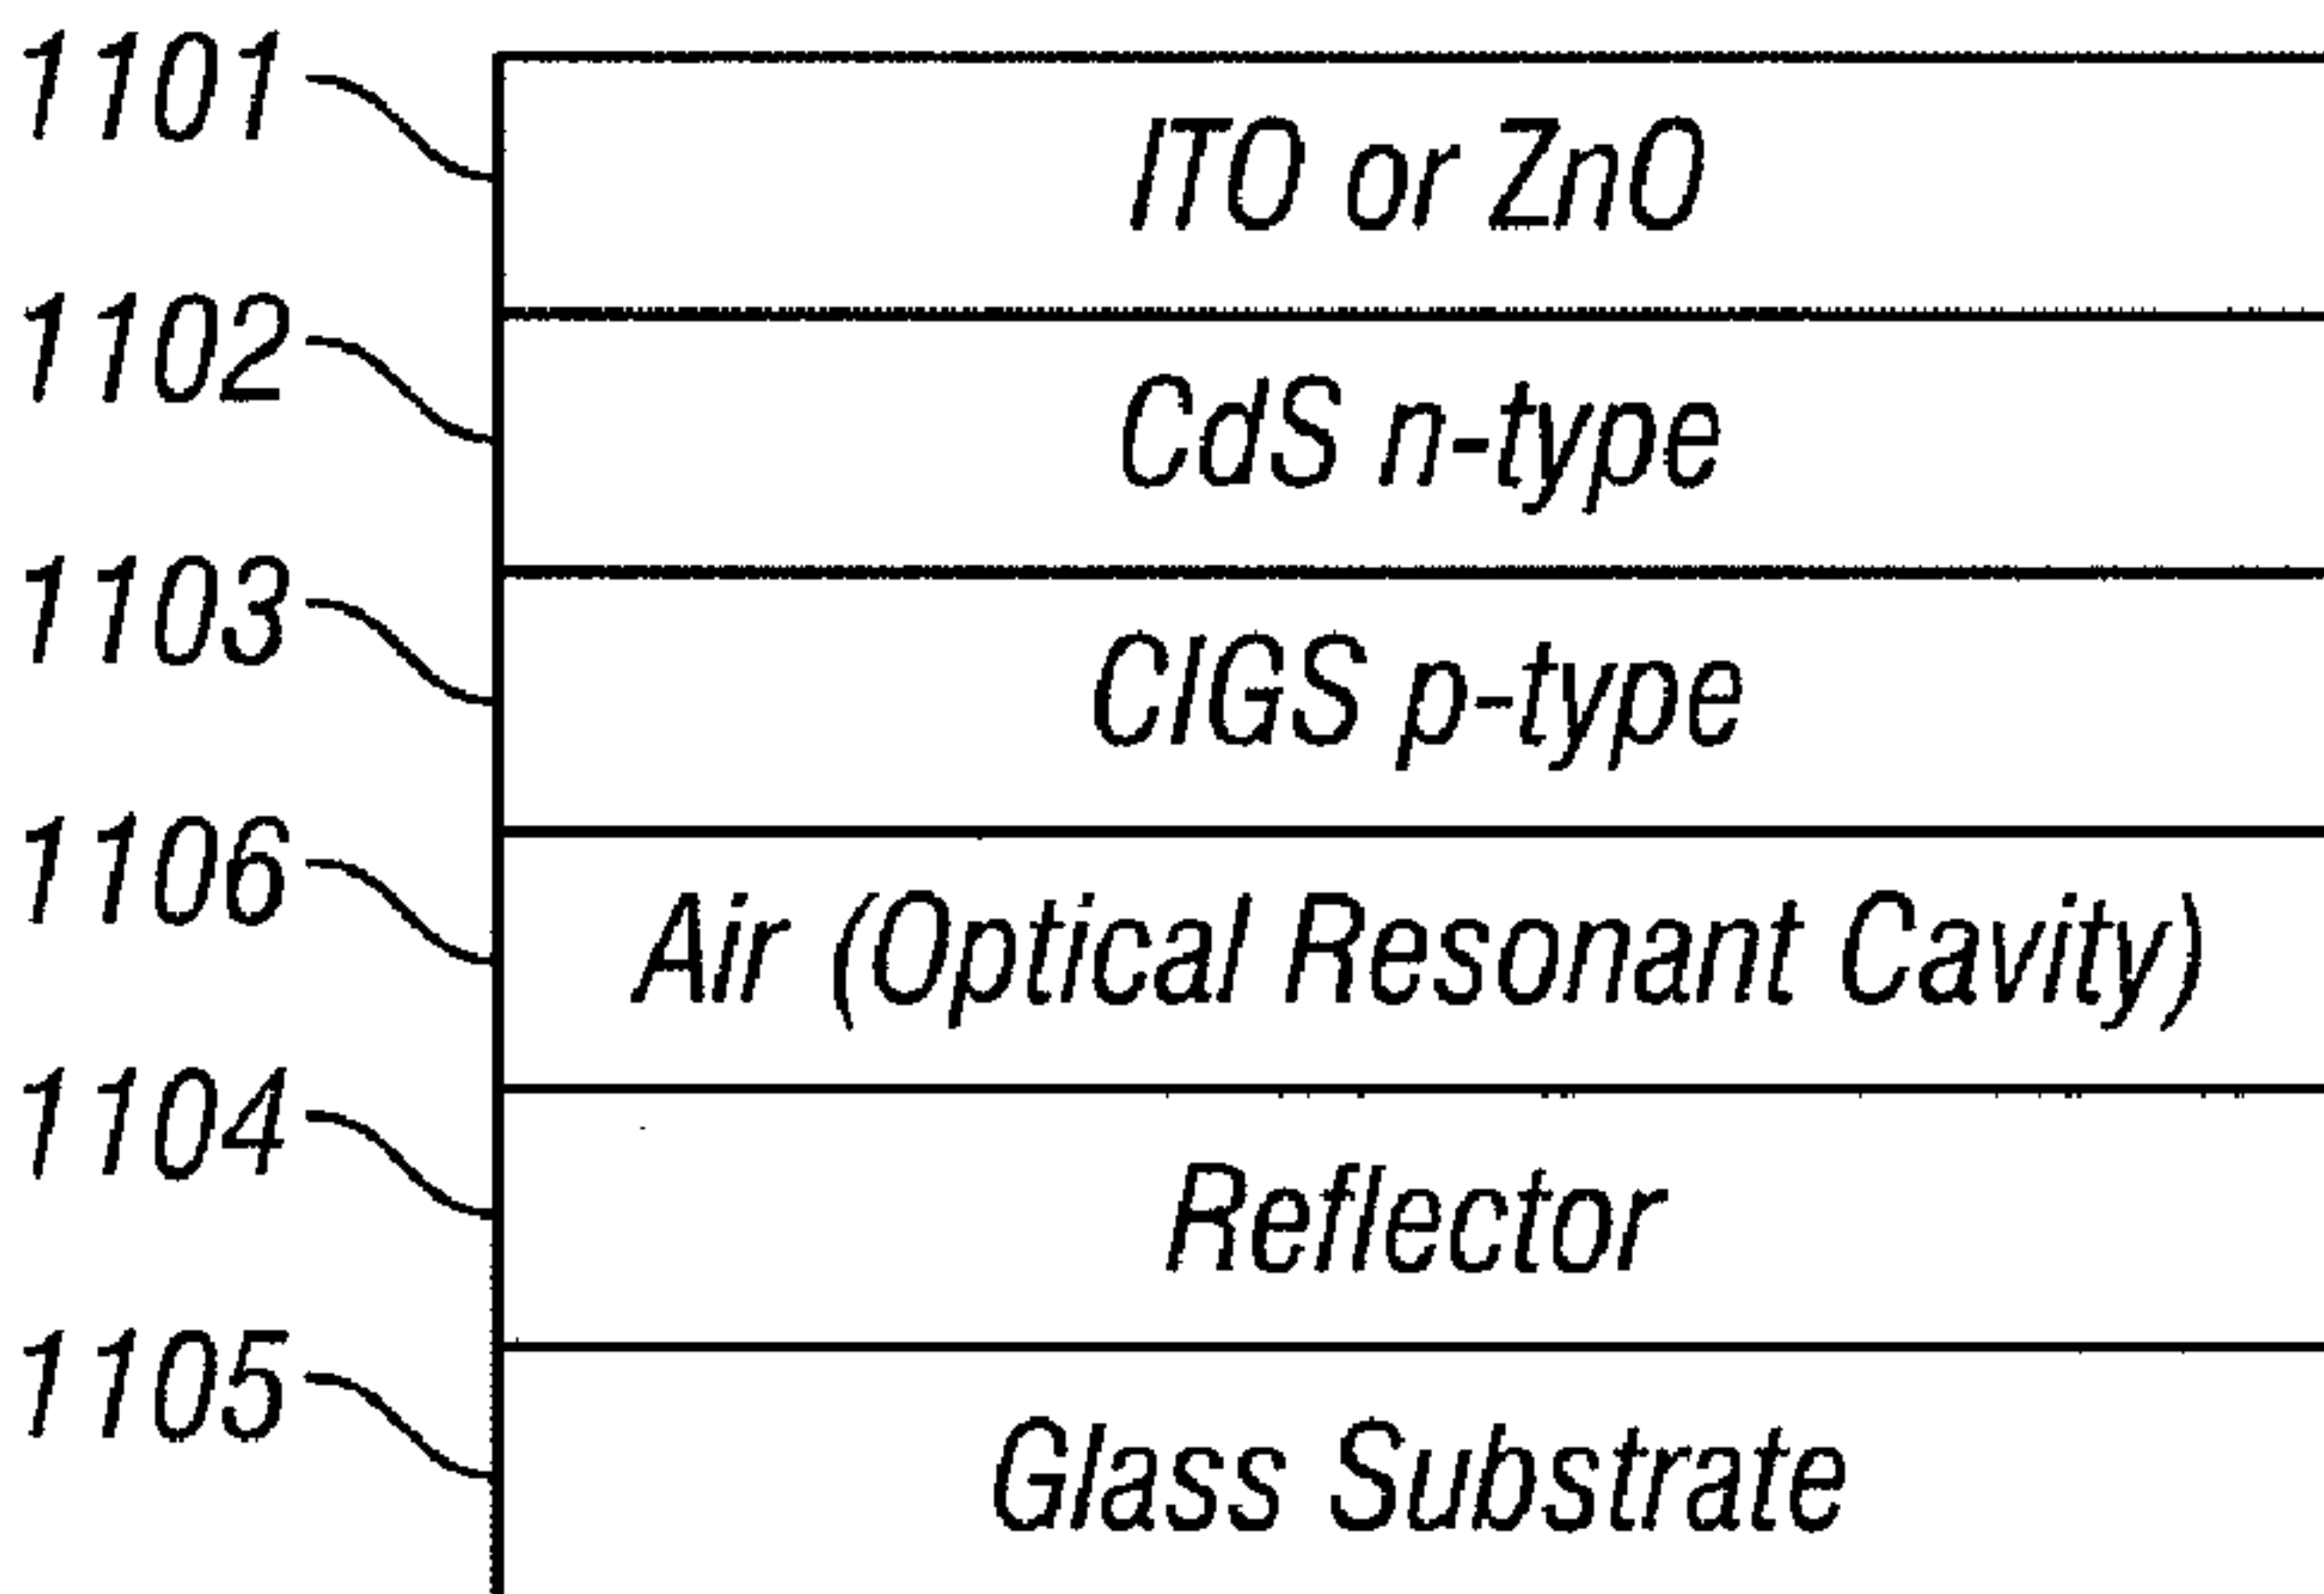 1101 ITO or ZnO
1102 CdS n-type
1103 CIGS p-type
1106 Air (Optical Resonant Cavity)
1104 Reflector
1105 Glass Substrate